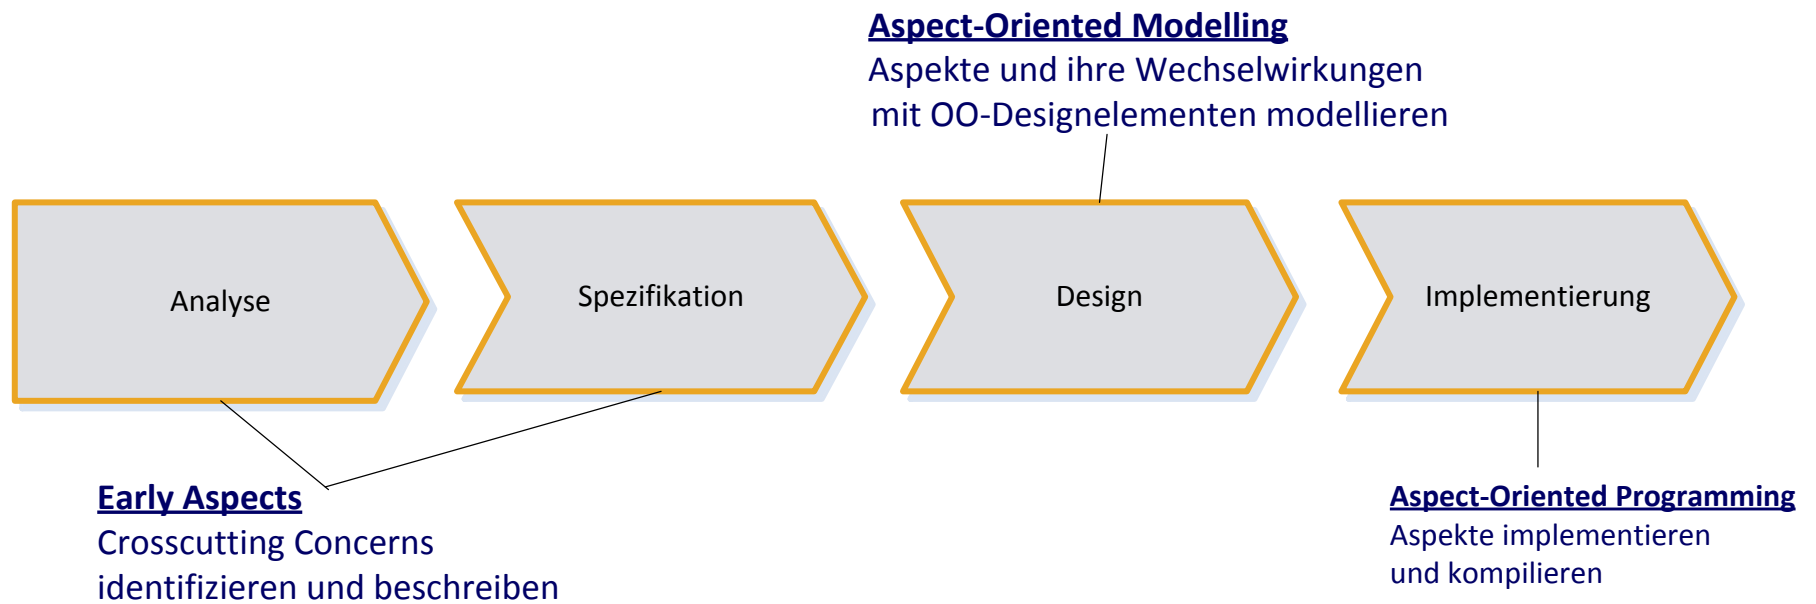 Aspect-Oriented Modelling
Aspekte und ihre Wechselwirkungen
mit OO-Designelementen modellieren
Analyse
Spezifikation
Design
Implementierung
Early Aspects
Crosscutting Concerns
identifizieren und beschreiben
Aspect-Oriented Programming
Aspekte implementieren
und kompilieren